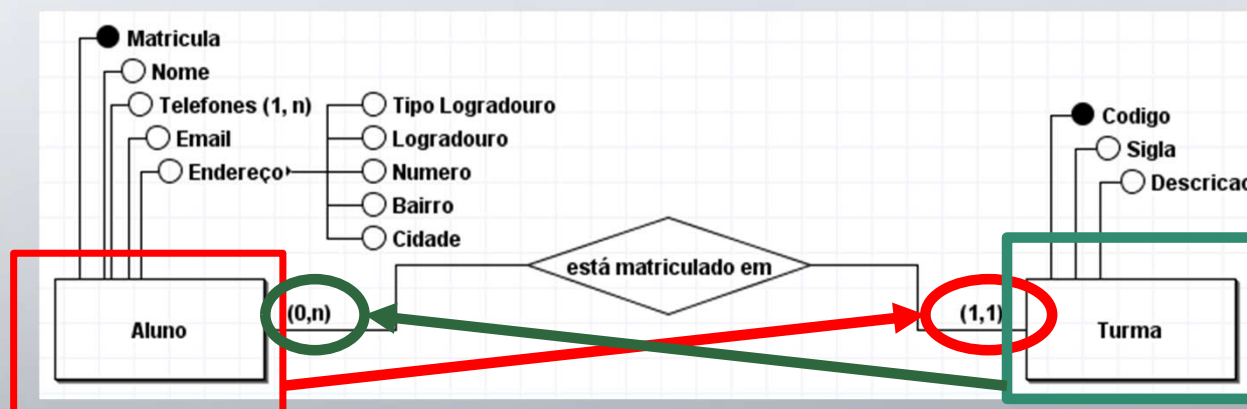 Matricula
Nome
Telefones (1, n)
Email
Endereço
Tipo Logradouro
Logradouro
Numero
Bairro
Cidade
Codigo
Sigla
Descricao
está matriculado em
(0,n)
(1,1)
Aluno
Turma